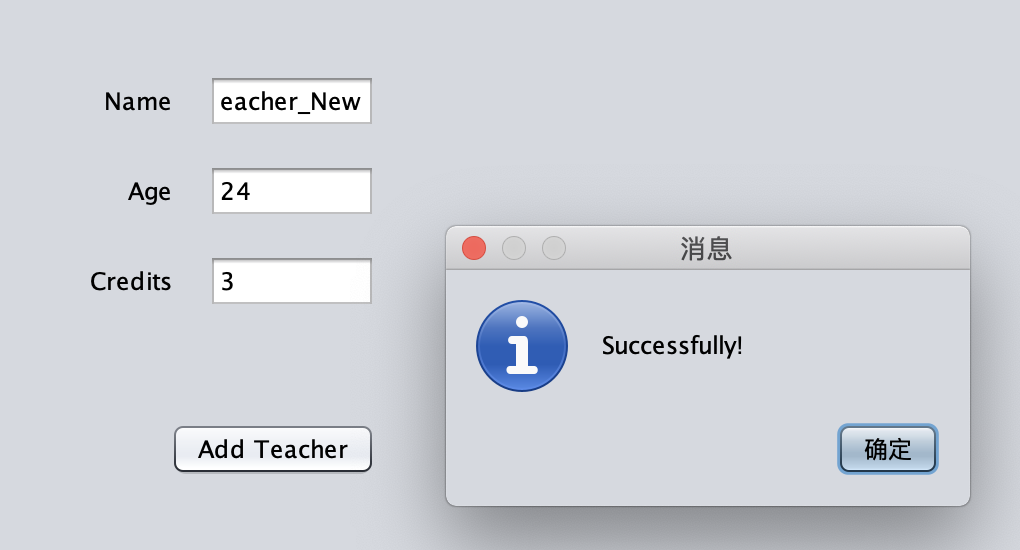 Name
eacher_New
Age
24
Credits
3
Add Teacher
消息
Successfully!
确定